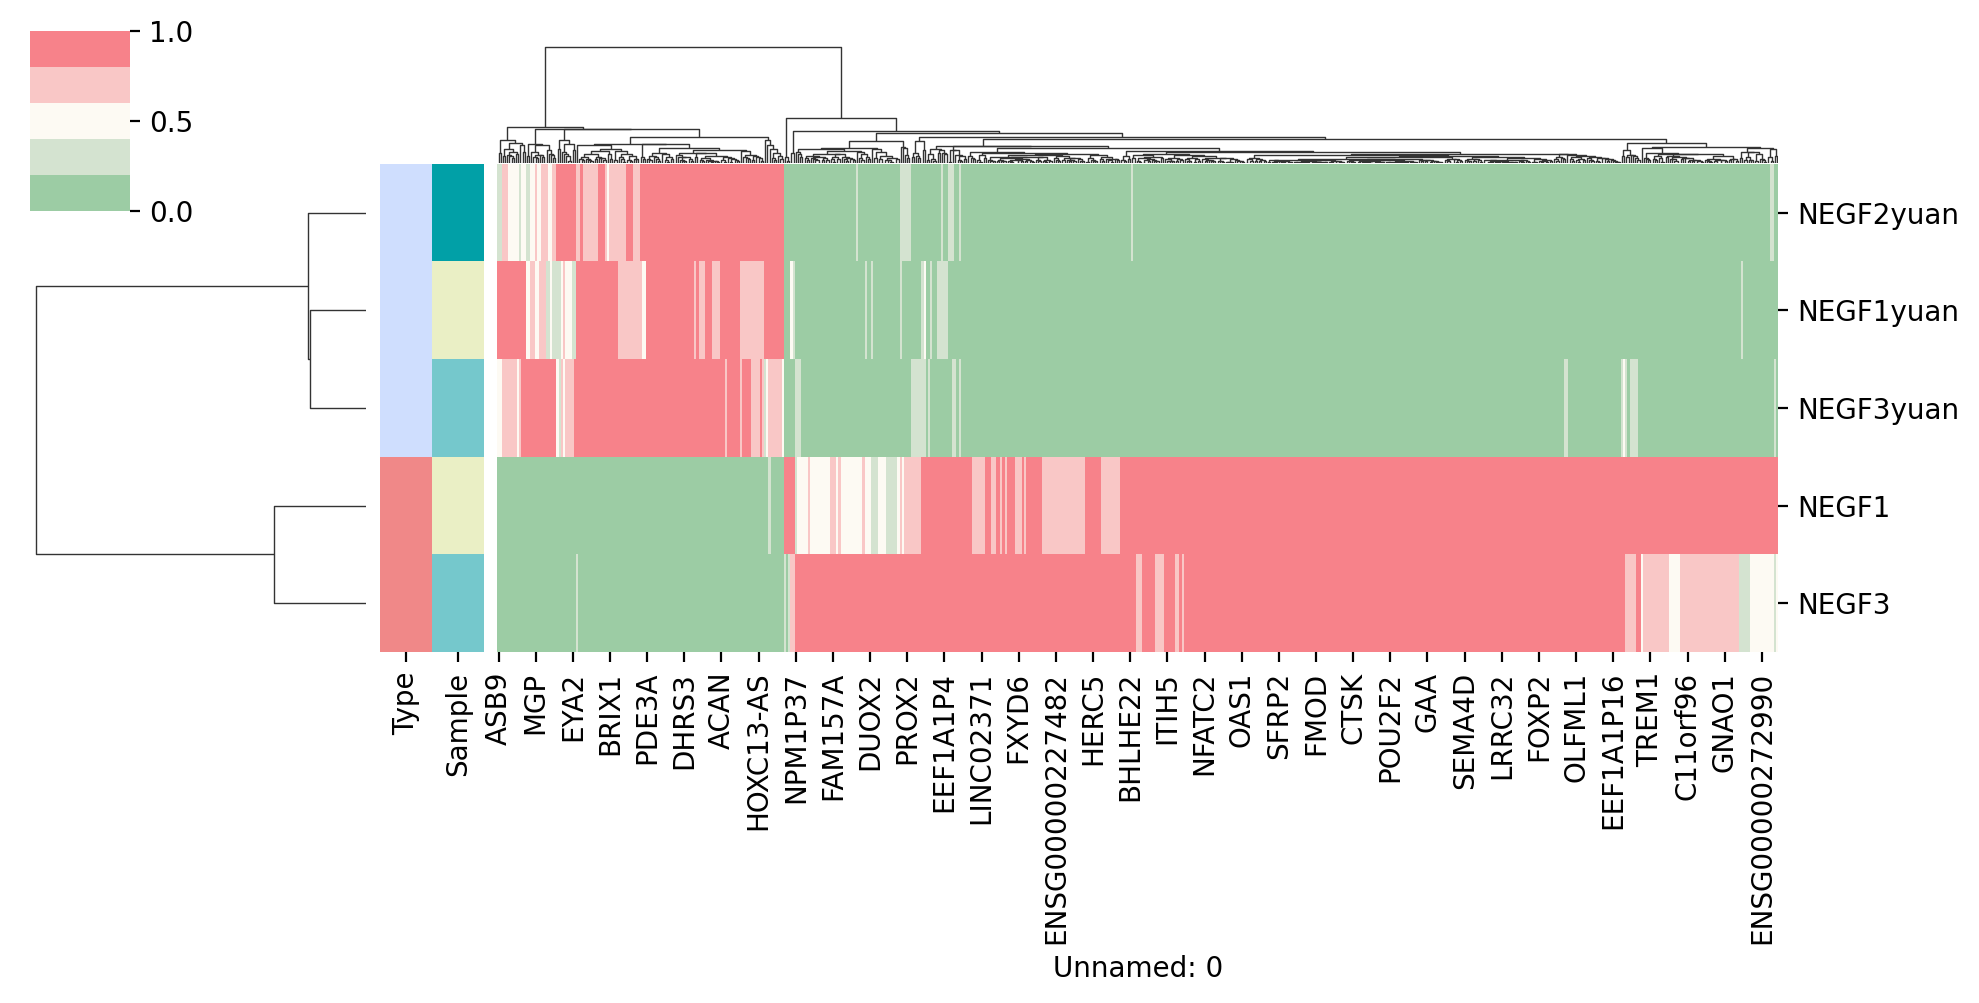 1.0
0.5
0.0
NEGF2yuan
NEGF1yuan
NEGF3yuan
NEGF1
NEGF3
Type
Sample
ASB9
MGP
EYA2
BRIX1
PDE3A
DHRS3
ACAN
HOXC13-AS
NPM1P37
FAM157A
DUOX2
PROX2
EEF1A1P4
LINC02371
FXYD6
ENSG00000227482
HERC5
BHLHE22
ITIH5
NFATC2
OAS1
SFRP2
FMOD
CTSK
POU2F2
GAA
SEMA4D
LRRC32
FOXP2
OLFML1
EEF1A1P16
TREM1
C11orf96
GNAO1
ENSG00000272990
Unnamed: 0